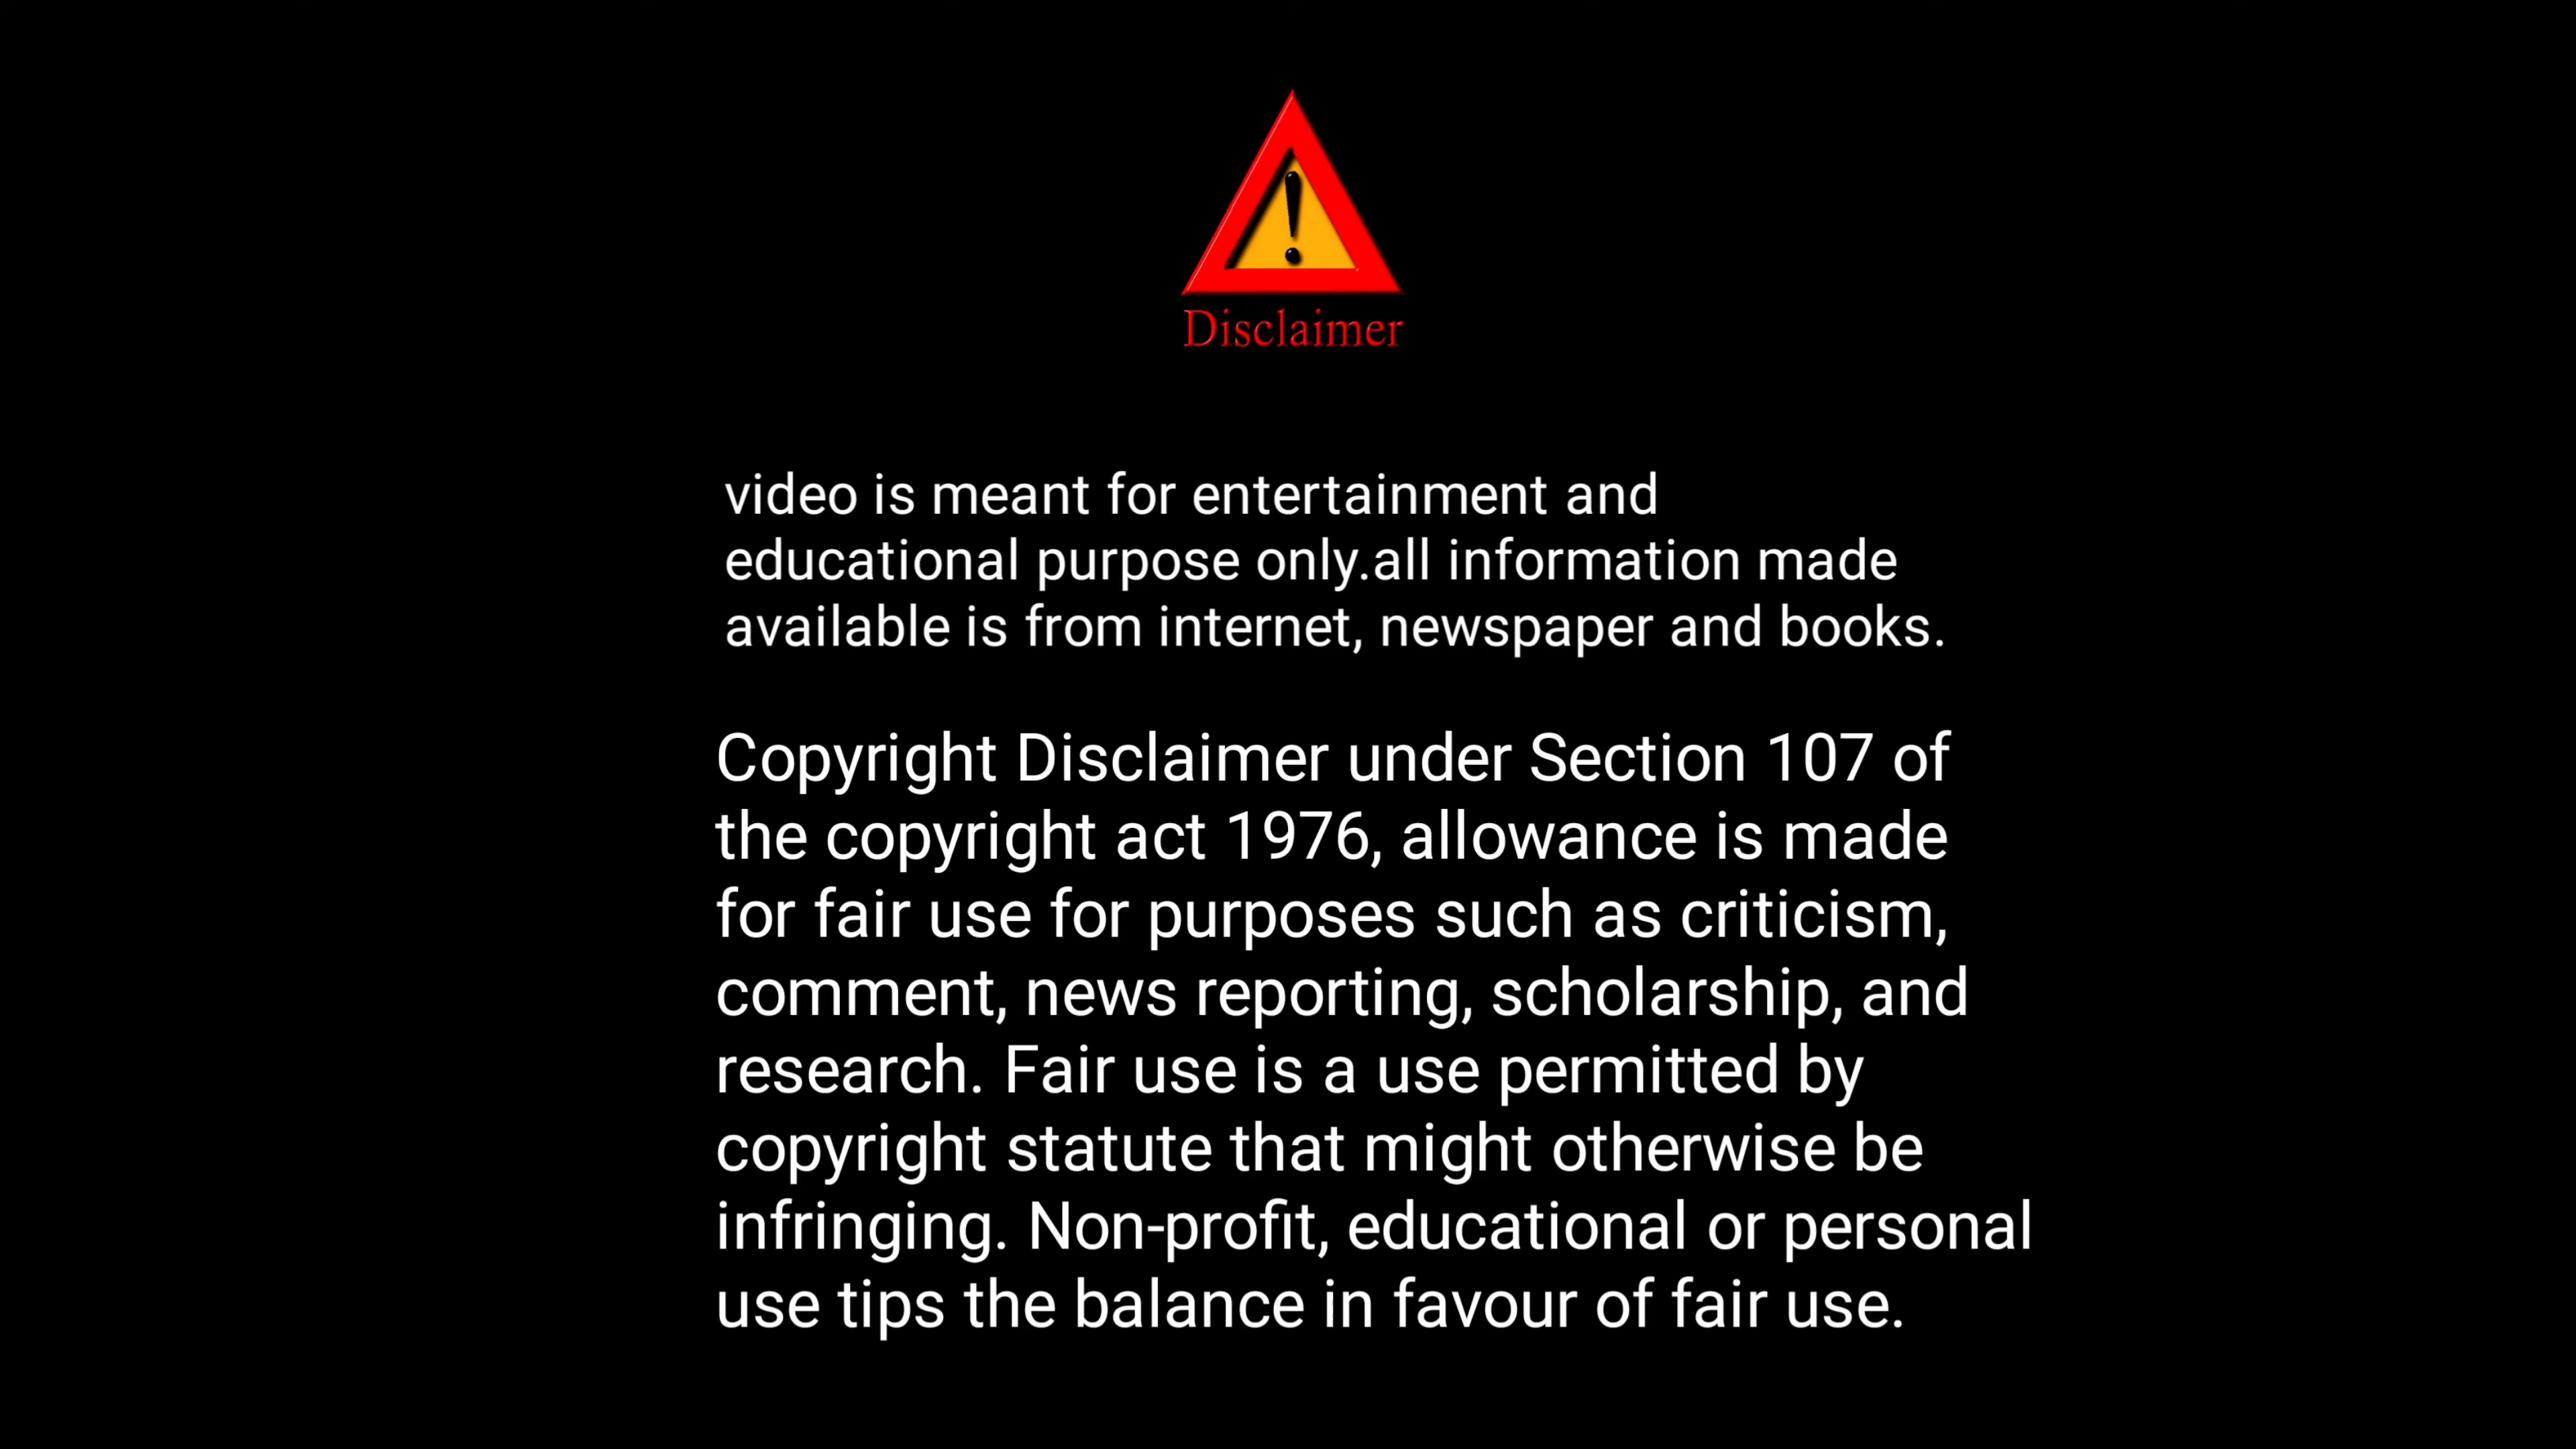 Disclaimer
video is meant for entertainment and
educational purpose only.all information made
available is from internet, newspaper and books.
Copyright Disclaimer under Section 107 of
the copyright act 1976, allowance is made
for fair use for purposes such as criticism,
comment, news reporting, scholarship, and
research. Fair use is a use permitted by
copyright statute that might otherwise be
infringing. Non-profit, educational or personal
use tips the balance in favour of fair use.